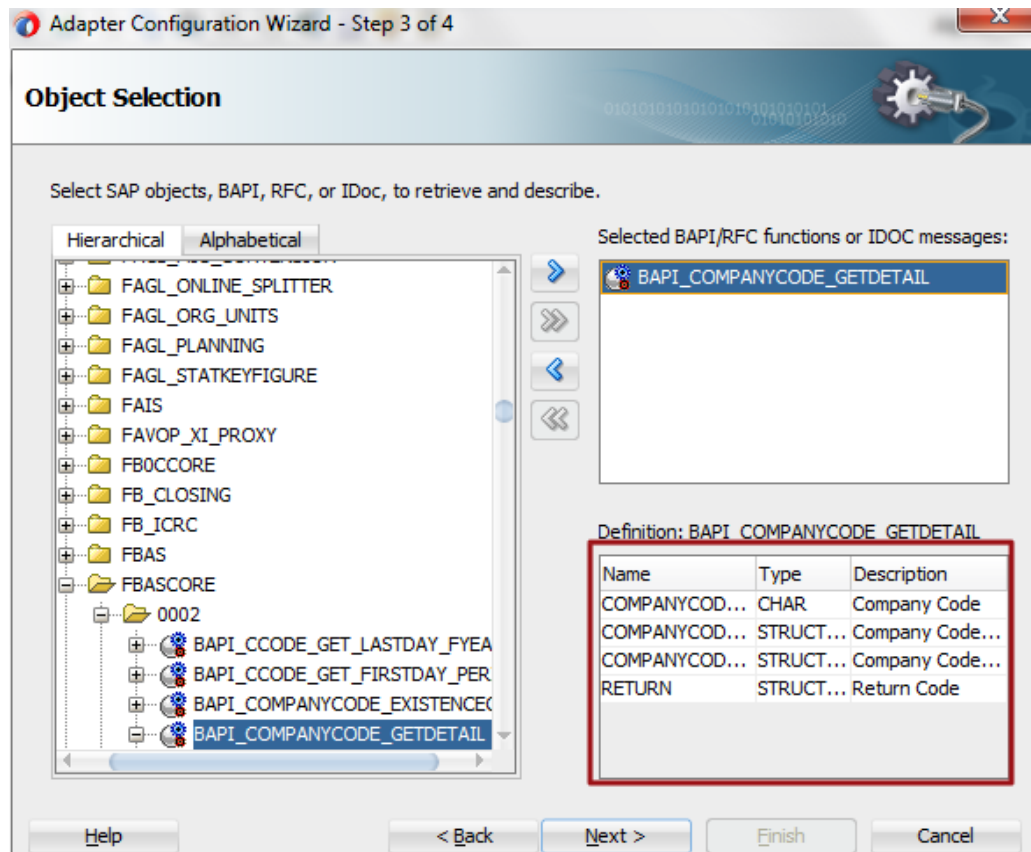 Adapter Configuration Wizard - Step 3 of 4
X
Object Selection
Select SAP objects, BAPI, RFC, or IDoc, to retrieve and describe.
Hierarchical Alphabetical
Selected BAPI/RFC functions or IDOC messages:
BAPI_COMPANYCODE_GETDETAIL
FAGL_ONLINE_SPLITTER
FAGL_ORG_UNITS
FAGL_PLANNING
FAGL_STATKEYFIGURE
FAIS
FAVOP_XI_PROXY
FB0CCORE
FB_CLOSING
FB_ICRC
FBAS
FBASCORE
0002
BAPI_CCODE_GET_LASTDAY_FYEA
BAPI_CCODE_GET_FIRSTDAY_PER
BAPI_COMPANYCODE_EXISTENCEC
BAPI_COMPANYCODE_GETDETAIL
Definition: BAPI_COMPANYCODE_GETDETAIL
Name Type Description
COMPANYCOD... CHAR Company Code
COMPANYCOD... STRUCT... Company Code...
COMPANYCOD... STRUCT... Company Code...
RETURN STRUCT... Return Code
Help < Back Next > Finish Cancel